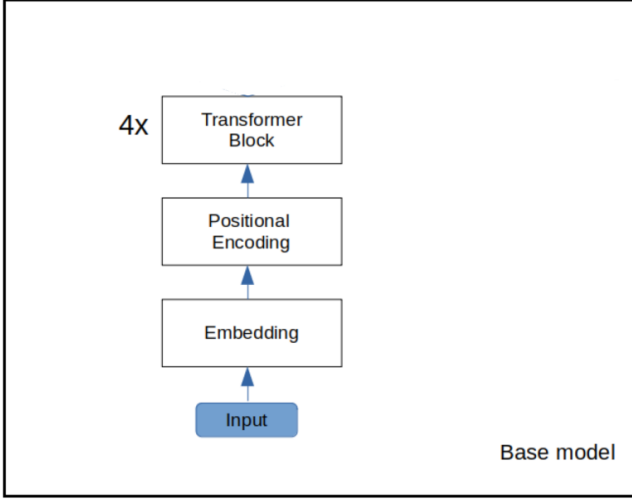 4x
Transformer
Block
Positional
Encoding
Embedding
Input
Base model